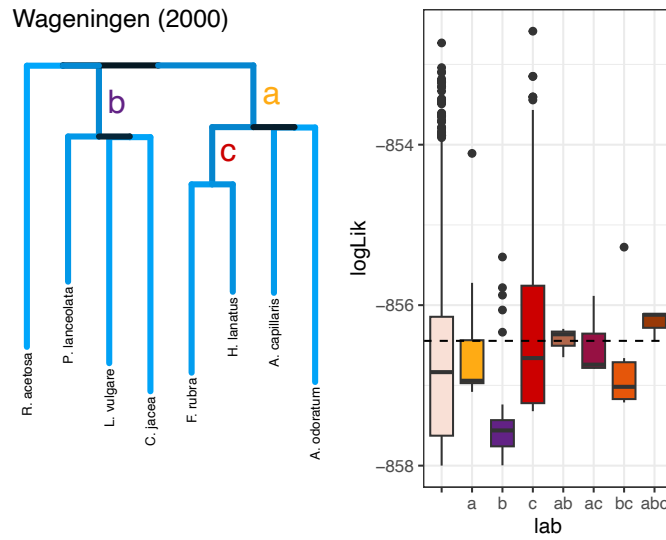 Wageningen (2000)
b
a
c
R. acetosa
P. lanceolata
L. vulgare
C. jacea
F. rubra
H. lanatus
A. capillaris
A. odoratum
logLik
−854
−856
−858
a b c ab ac bc abc
lab